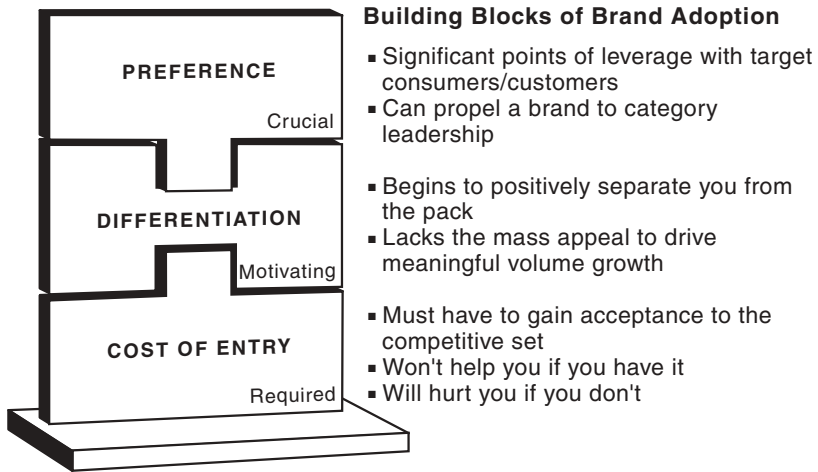 Building Blocks of Brand Adoption
PREFERENCE
Crucial
▪ Significant points of leverage with target
consumers/customers
▪ Can propel a brand to category
leadership
DIFFERENTIATION
Motivating
▪ Begins to positively separate you from
the pack
▪ Lacks the mass appeal to drive
meaningful volume growth
COST OF ENTRY
Required
▪ Must have to gain acceptance to the
competitive set
▪ Won't help you if you have it
▪ Will hurt you if you don't